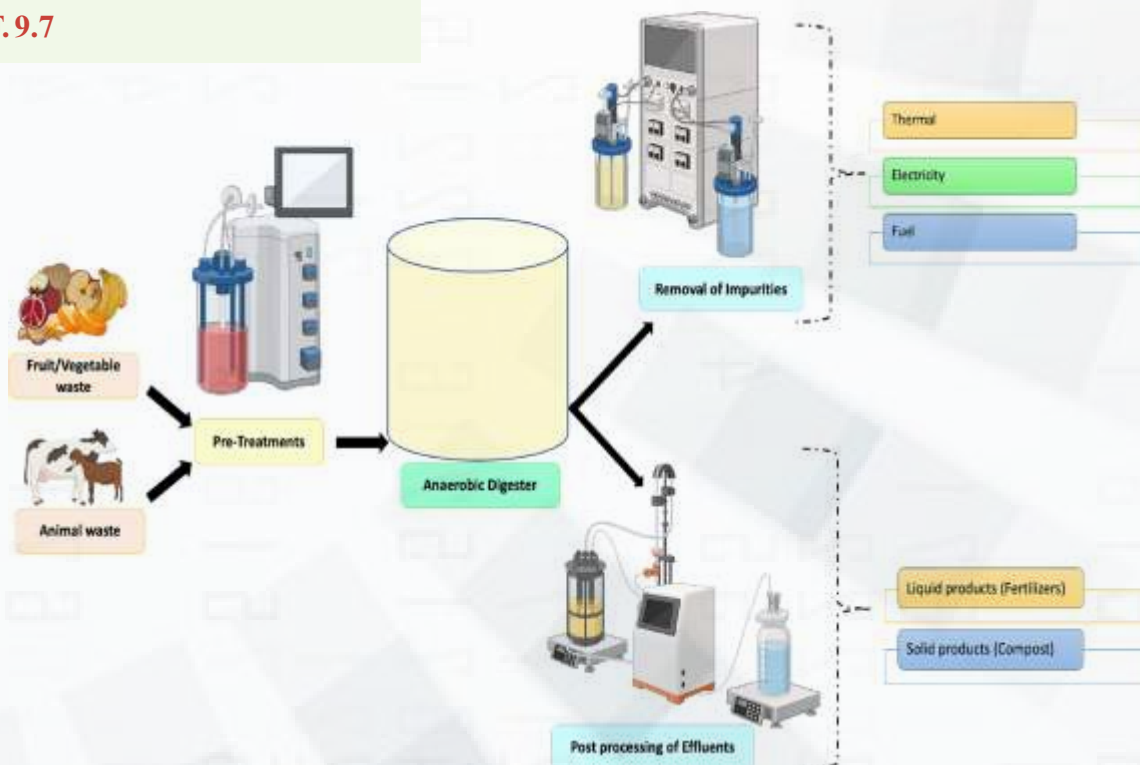 T. 9.7
Thermal
Electricity
Fuel
Removal of Impurities
Fruit/Vegetable
waste
Pre-Treatments
Animal waste
Anaerobic Digester
Liquid products (Fertilizers)
Solid products (Compost)
Post processing of Effluents